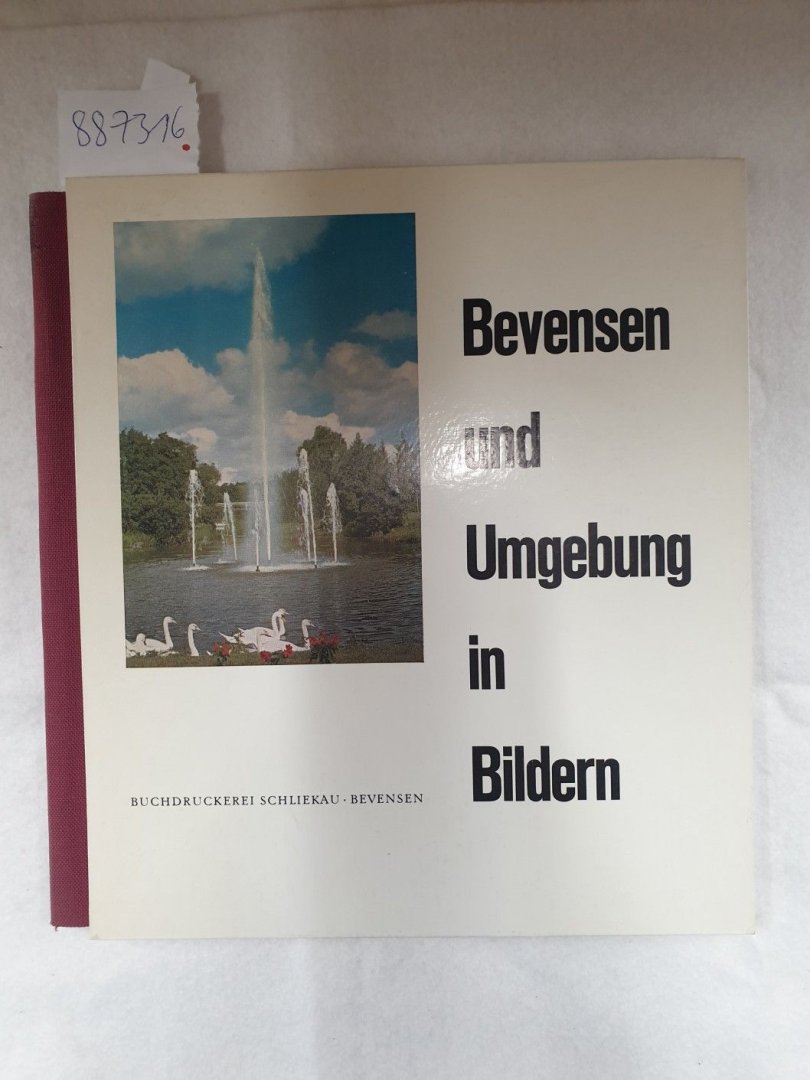 887316
Bevensen
und
Umgebung
in
Bildern
BUCHDRUCKEREI SCHLIEKAU · BEVENSEN